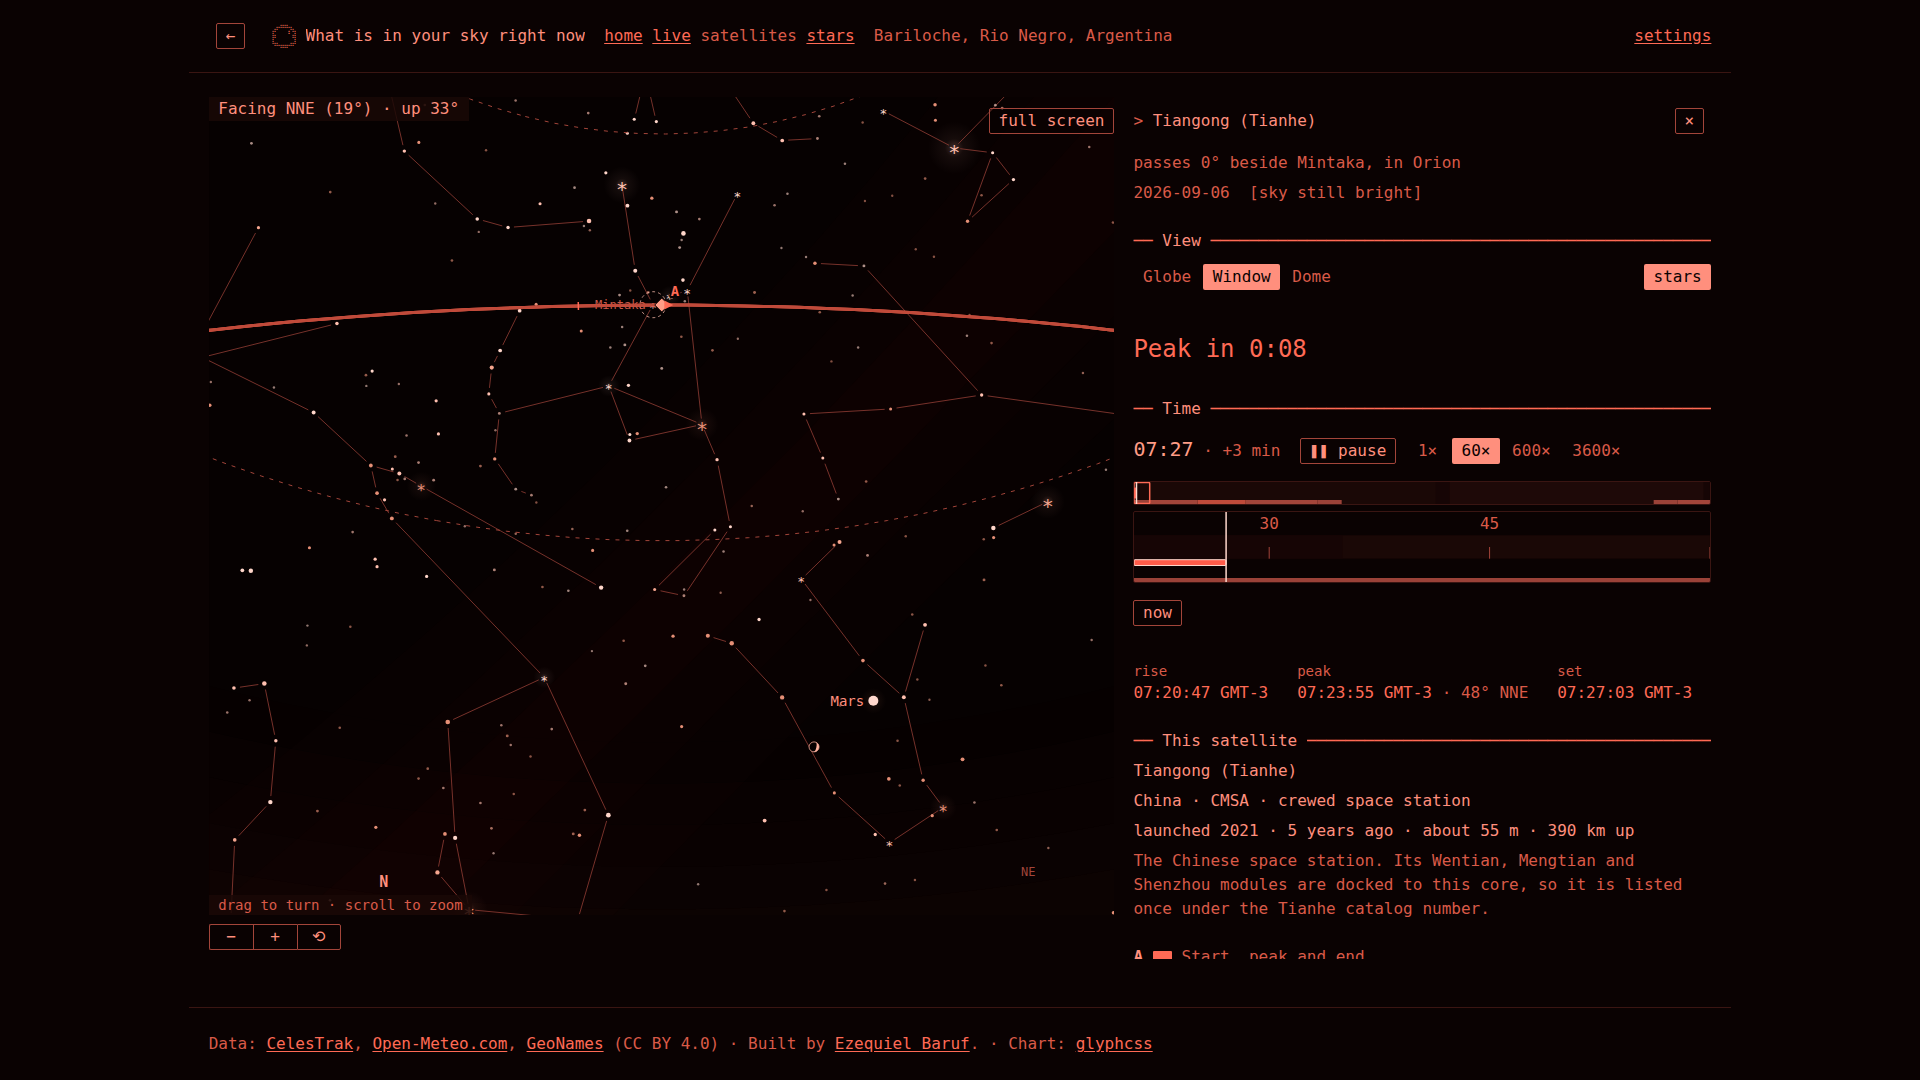 ← What is in your sky right now home live satellites stars Bariloche, Rio Negro, Argentina settings
Facing NNE (19°) · up 33°
full screen
A
Mintaka
Mars
N
NE
drag to turn · scroll to zoom
− + ⟲
> Tiangong (Tianhe) ×
passes 0° beside Mintaka, in Orion
2026-09-06 [sky still bright]
View
Globe Window Dome stars
Peak in 0:08
Time
07:27 · +3 min ❚❚ pause 1× 60× 600× 3600×
30 45
now
rise peak set
07:20:47 GMT-3 07:23:55 GMT-3 · 48° NNE 07:27:03 GMT-3
This satellite
Tiangong (Tianhe)
China · CMSA · crewed space station
launched 2021 · 5 years ago · about 55 m · 390 km up
The Chinese space station. Its Wentian, Mengtian and
Shenzhou modules are docked to this core, so it is listed
once under the Tianhe catalog number.
A Start, peak and end
Data: CelesTrak, Open-Meteo.com, GeoNames (CC BY 4.0) · Built by Ezequiel Baruf. · Chart: glyphcss